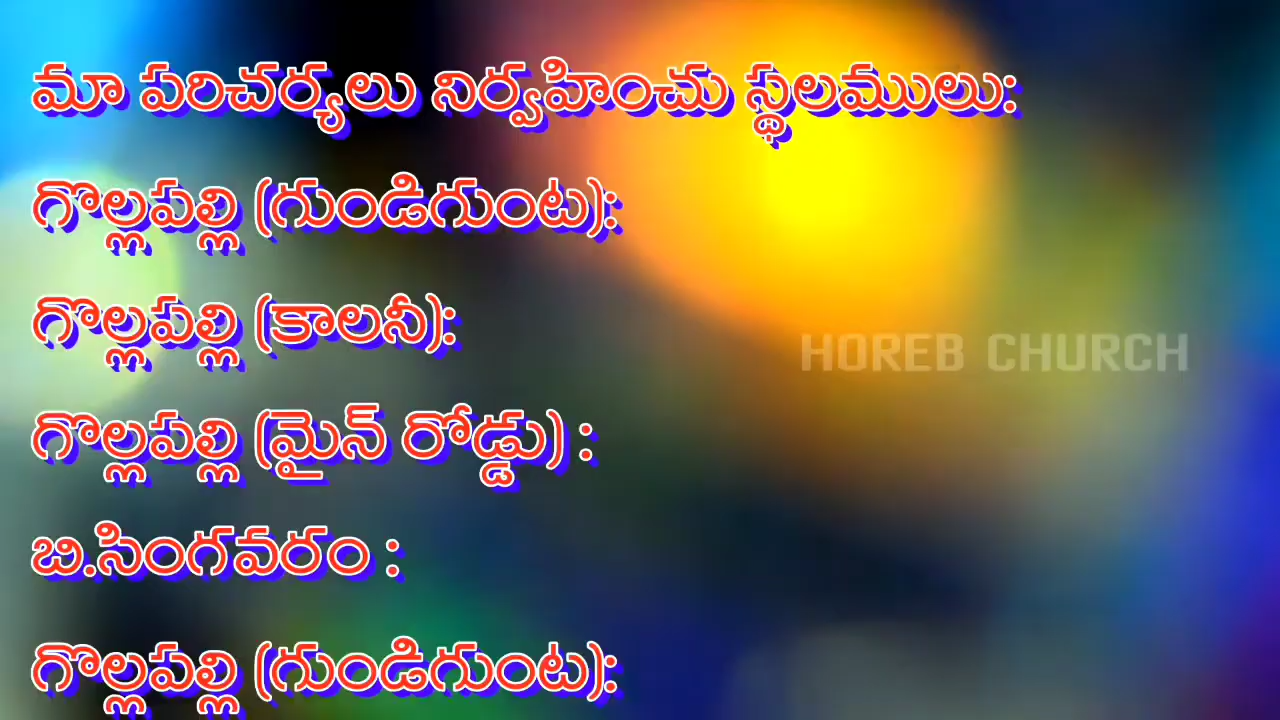 మా పరిచర్యలు నిర్వహించు స్థలములు:
గొల్లపల్లి (గుండిగుంట):
గొల్లపల్లి (కాలనీ):
HOREB CHURCH
గొల్లపల్లి (మైన్ రోడ్డు) :
బి.సింగవరం :
గొల్లపల్లి (గుండిగుంట):